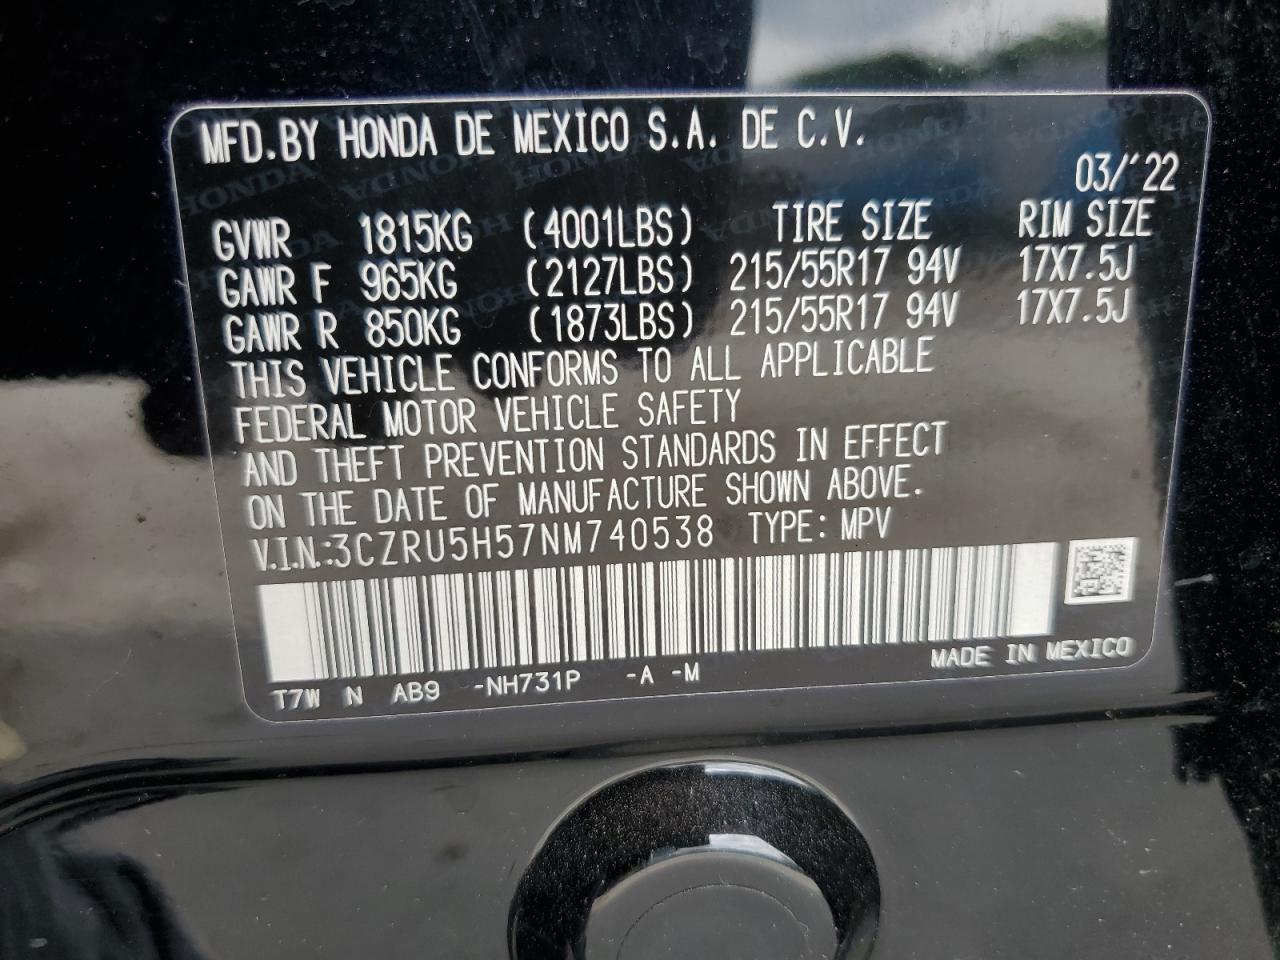 MFD.BY HONDA DE MEXICO S.A. DE C.V.
03/'22
GVWR 1815KG (4001LBS) TIRE SIZE RIM SIZE
GAWR F 965KG (2127LBS) 215/55R17 94V 17X7.5J
GAWR R 850KG (1873LBS) 215/55R17 94V 17X7.5J
THIS VEHICLE CONFORMS TO ALL APPLICABLE
FEDERAL MOTOR VEHICLE SAFETY
AND THEFT PREVENTION STANDARDS IN EFFECT
ON THE DATE OF MANUFACTURE SHOWN ABOVE.
V.I.N.:3CZRU5H57NM740538 TYPE: MPV
T7W N AB9 -NH731P -A -M MADE IN MEXICO